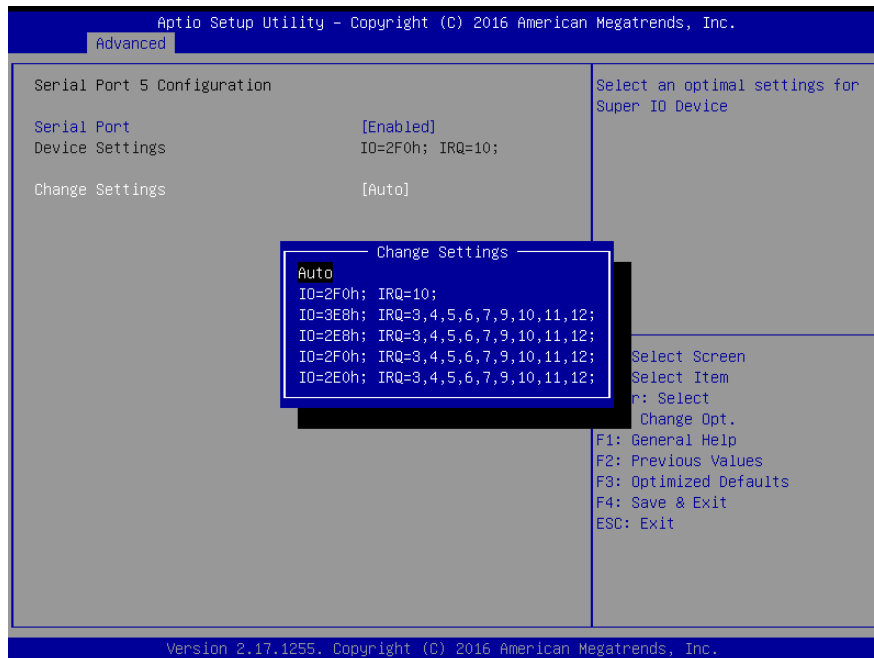 Aptio Setup Utility – Copyright (C) 2016 American Megatrends, Inc.
Advanced
Serial Port 5 Configuration
Serial Port [Enabled]
Device Settings IO=2F0h; IRQ=10;
Change Settings [Auto]
Select an optimal settings for
Super IO Device
Change Settings
Auto
IO=2F0h; IRQ=10;
IO=3E8h; IRQ=3,4,5,6,7,9,10,11,12;
IO=2E8h; IRQ=3,4,5,6,7,9,10,11,12;
IO=2F0h; IRQ=3,4,5,6,7,9,10,11,12;
IO=2E0h; IRQ=3,4,5,6,7,9,10,11,12;
Select Screen
Select Item
r: Select
Change Opt.
F1: General Help
F2: Previous Values
F3: Optimized Defaults
F4: Save & Exit
ESC: Exit
Version 2.17.1255. Copyright (C) 2016 American Megatrends, Inc.